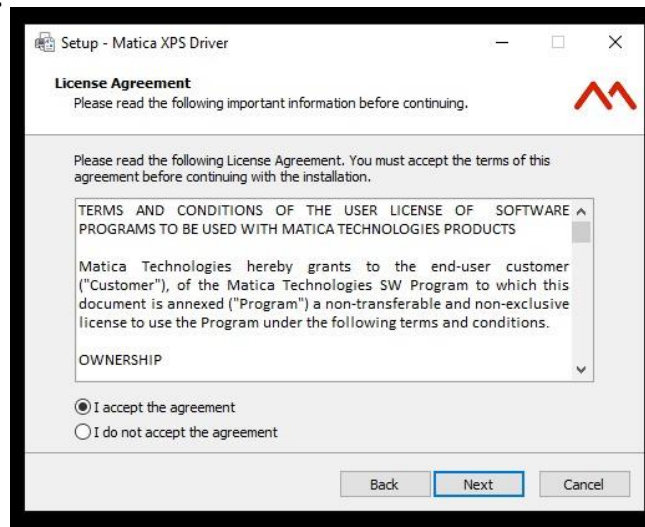 Setup - Matica XPS Driver
License Agreement
Please read the following important information before continuing.
Please read the following License Agreement. You must accept the terms of this
agreement before continuing with the installation.
TERMS AND CONDITIONS OF THE USER LICENSE OF SOFTWARE
PROGRAMS TO BE USED WITH MATICA TECHNOLOGIES PRODUCTS
Matica Technologies hereby grants to the end-user customer
("Customer"), of the Matica Technologies SW Program to which this
document is annexed ("Program") a non-transferable and non-exclusive
license to use the Program under the following terms and conditions.
OWNERSHIP
I accept the agreement
I do not accept the agreement
Back Next Cancel